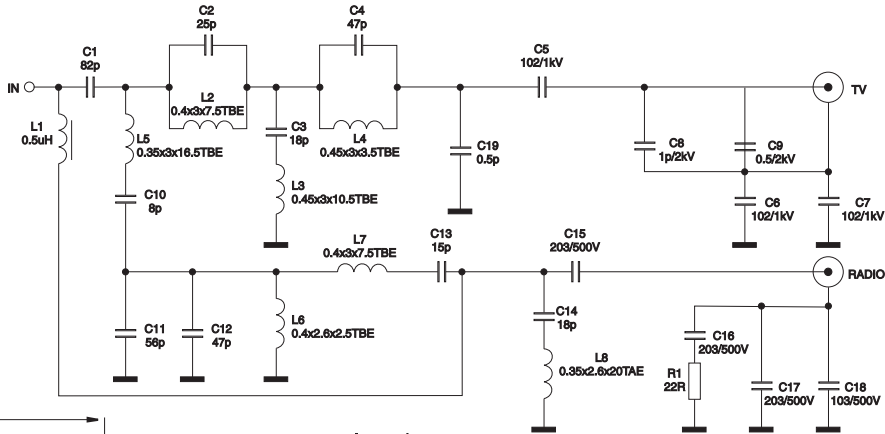 C2
25p
C4
47p
C1
82p
C5
102/1kV
IN
TV
L2
0.4x3x7.5TBE
L1
0.5uH
L5
0.35x3x16.5TBE
C3
18p
L4
0.45x3x3.5TBE
C19
0.5p
C8
1p/2kV
C9
0.5/2kV
C10
8p
L3
0.45x3x10.5TBE
C6
102/1kV
C7
102/1kV
L7
0.4x3x7.5TBE
C13
15p
C15
203/500V
RADIO
C11
56p
C12
47p
L6
0.4x2.6x2.5TBE
C14
18p
L8
0.35x2.6x20TAE
C16
203/500V
R1
22R
C17
203/500V
C18
103/500V